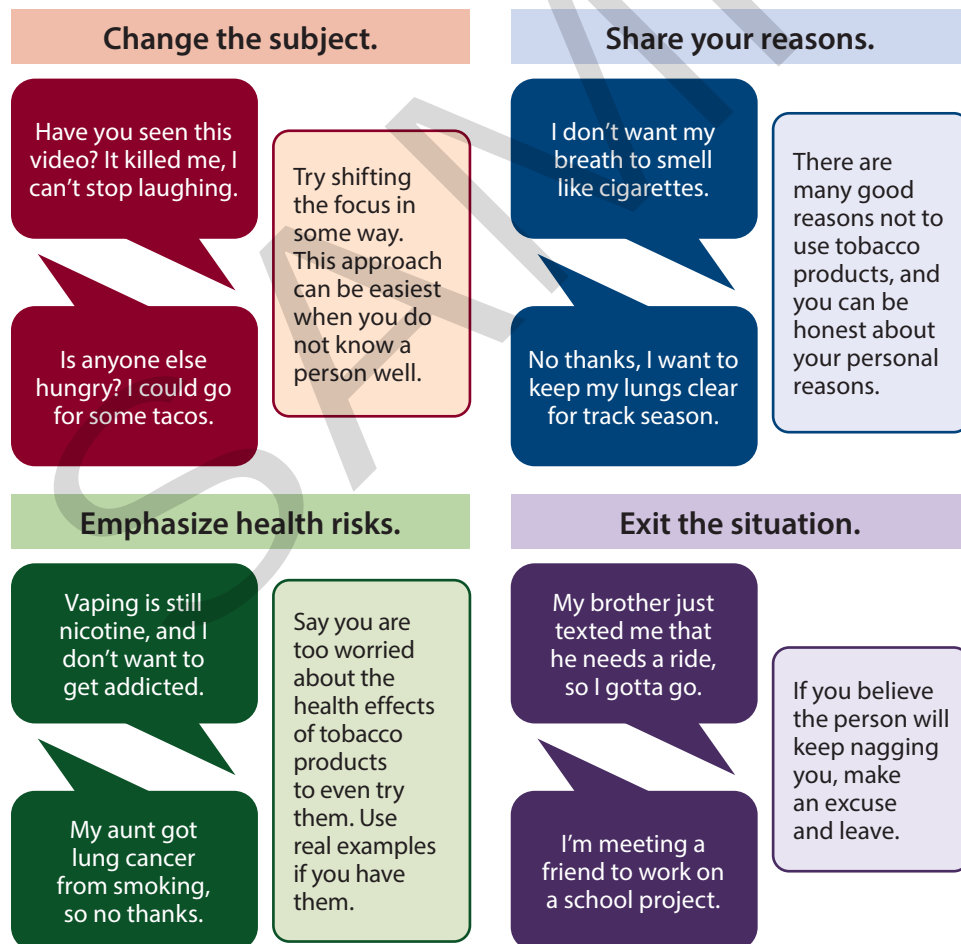 Change the subject.
Have you seen this
video? It killed me, I
can't stop laughing.
Is anyone else
hungry? I could go
for some tacos.
Try shifting
the focus in
some way.
This approach
can be easiest
when you do
not know a
person well.
Share your reasons.
I don't want my
breath to smell
like cigarettes.
No thanks, I want to
keep my lungs clear
for track season.
There are
many good
reasons not to
use tobacco
products, and
you can be
honest about
your personal
reasons.
Emphasize health risks.
Vaping is still
nicotine, and I
don't want to
get addicted.
My aunt got
lung cancer
from smoking,
so no thanks.
Say you are
too worried
about the
health effects
of tobacco
products
to even try
them. Use
real examples
if you have
them.
Exit the situation.
My brother just
texted me that
he needs a ride,
so I gotta go.
I'm meeting a
friend to work on
a school project.
If you believe
the person will
keep nagging
you, make
an excuse
and leave.